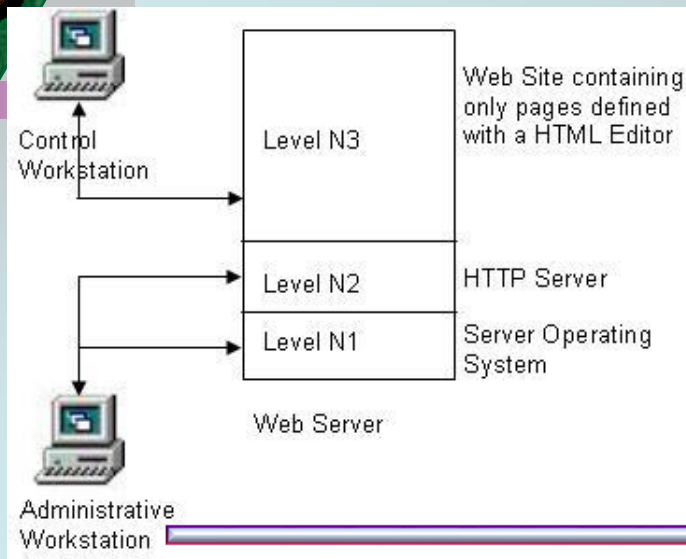 Control
Workstation
Level N3
Web Site containing
only pages defined
with a HTML Editor
Level N2
HTTP Server
Level N1
Server Operating
System
Web Server
Administrative
Workstation